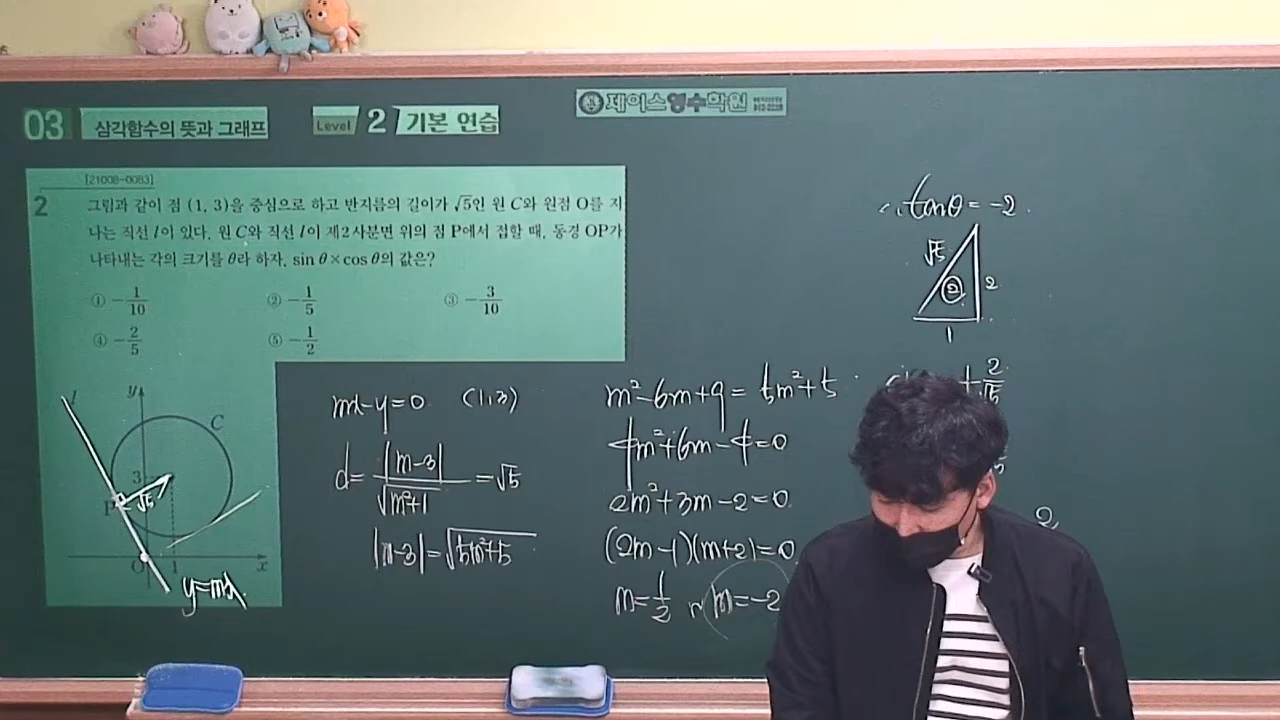 03 삼각함수의 뜻과 그래프 Level 2 기본 연습
제이스영수학원
[21008-0083]
2 그림과 같이 점 (1, 3)을 중심으로 하고 반지름의 길이가 √5인 원 C와 원점 O를 지
나는 직선 l이 있다. 원 C와 직선 l이 제2사분면 위의 점 P에서 접할 때, 동경 OP가
나타내는 각의 크기를 θ라 하자. sin θ×cos θ의 값은?
① -1/10 ② -1/5 ③ -3/10
④ -2/5 ⑤ -1/2
l y C
3
P √5
O 1 x
y=mx
mx-y=0 (1,3)
d= |m-3|/√m²+1 =√5
|m-3|=√5m²+5
m²-6m+9=5m²+5
4m²+6m-4=0
2m²+3m-2=0
(2m-1)(m+2)=0
m=1/2 m=-2
∴ tanθ=-2
√5 ② 2
1
2/√5
2